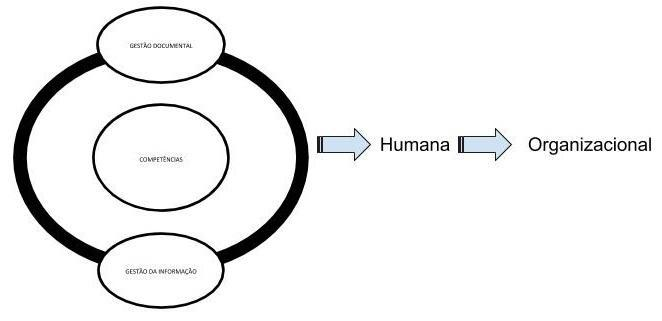 GESTÃO DOCUMENTAL
COMPETÊNCIAS
Humana
Organizacional
GESTÃO DA INFORMAÇÃO